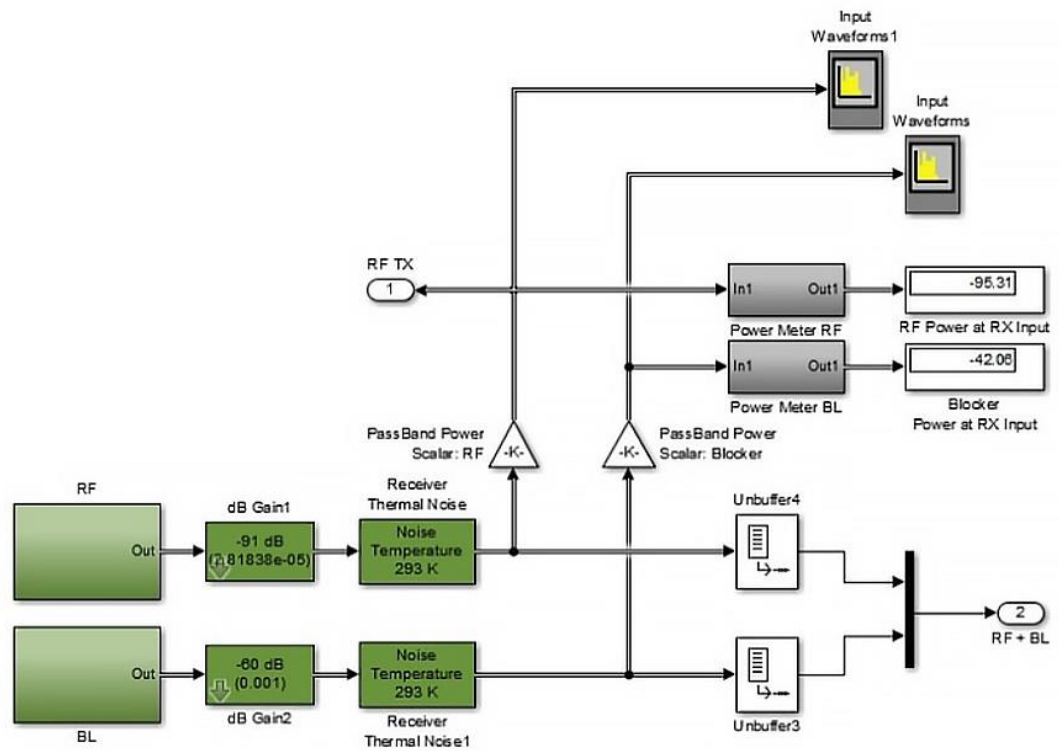 Input
Waveforms1
Input
Waveforms
RF TX
1
In1
Out1
-95.31
Power Meter RF
RF Power at RX Input
In1
Out1
-42.06
Power Meter BL
Blocker
Power at RX Input
PassBand Power
Scalar: RF
-K-
-K-
PassBand Power
Scalar: Blocker
RF
Out
dB Gain1
-91 dB
81838e-05)
Receiver
Thermal Noise
Noise
Temperature
293 K
Unbuffer4
Out
BL
-60 dB
(0.001)
dB Gain2
Noise
Temperature
293 K
Receiver
Thermal Noise1
Unbuffer3
2
RF + BL